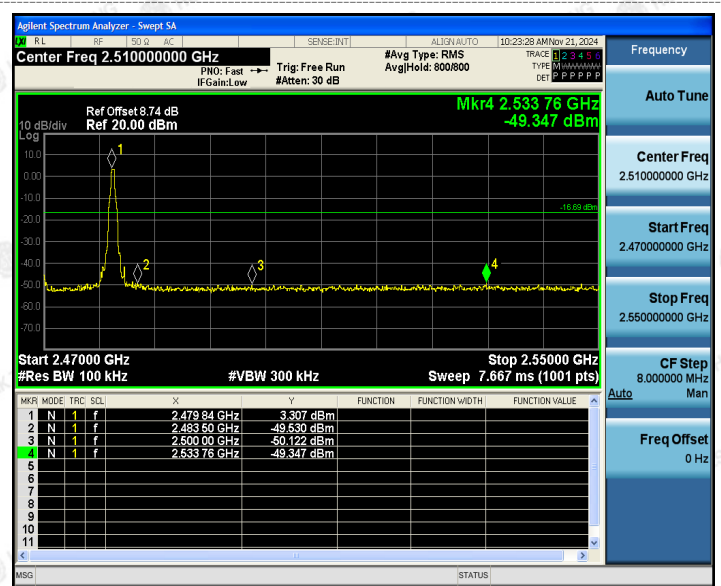 Agilent Spectrum Analyzer - Swept SA
LXI RL RF 50 Ω AC SENSE:INT ALIGN AUTO 10:23:28 AM Nov 21, 2024
Center Freq 2.510000000 GHz
PNO: Fast
IFGain:Low
Trig: Free Run
#Atten: 30 dB
#Avg Type: RMS
Avg|Hold: 800/800
TRACE 1 2 3 4 5 6
TYPE M W W W W W
DET P P P P P P
Ref Offset 8.74 dB
10 dB/div Ref 20.00 dBm
Log
Mkr4 2.533 76 GHz
-49.347 dBm
10.0
0.00
-10.0
-20.0
-30.0
-40.0
-50.0
-60.0
-70.0
1
2
3
4
-16.69 dBm
Start 2.47000 GHz Stop 2.55000 GHz
#Res BW 100 kHz #VBW 300 kHz Sweep 7.667 ms (1001 pts)
MKR MODE TRC SCL X Y FUNCTION FUNCTION WIDTH FUNCTION VALUE
1 N 1 f 2.479 84 GHz 3.307 dBm
2 N 1 f 2.483 50 GHz -49.530 dBm
3 N 1 f 2.500 00 GHz -50.122 dBm
4 N 1 f 2.533 76 GHz -49.347 dBm
5
6
7
8
9
10
11
MSG STATUS
Frequency
Auto Tune
Center Freq
2.510000000 GHz
Start Freq
2.470000000 GHz
Stop Freq
2.550000000 GHz
CF Step
8.000000 MHz
Auto Man
Freq Offset
0 Hz